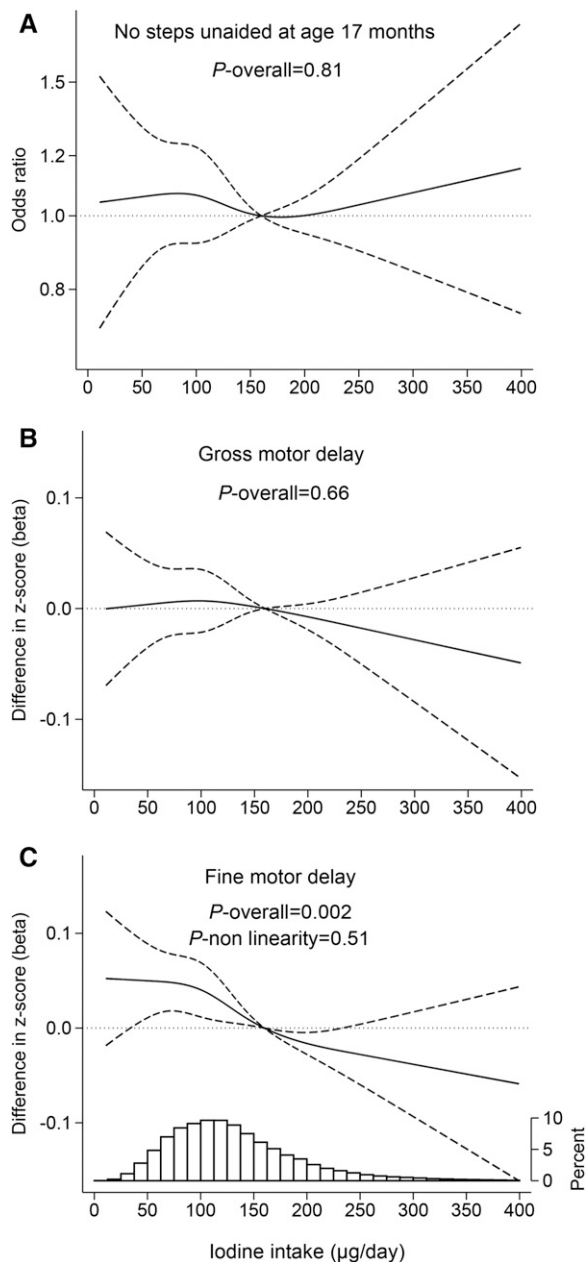 A
No steps unaided at age 17 months
P-overall=0.81
Odds ratio
1.5
1.2
1.0
0.8
0 50 100 150 200 250 300 350 400
B
Gross motor delay
P-overall=0.66
Difference in z-score (beta)
0.1
0.0
-0.1
0 50 100 150 200 250 300 350 400
C
Fine motor delay
P-overall=0.002
P-non linearity=0.51
Difference in z-score (beta)
0.1
0.0
-0.1
10
5
0
Percent
0 50 100 150 200 250 300 350 400
Iodine intake (µg/day)